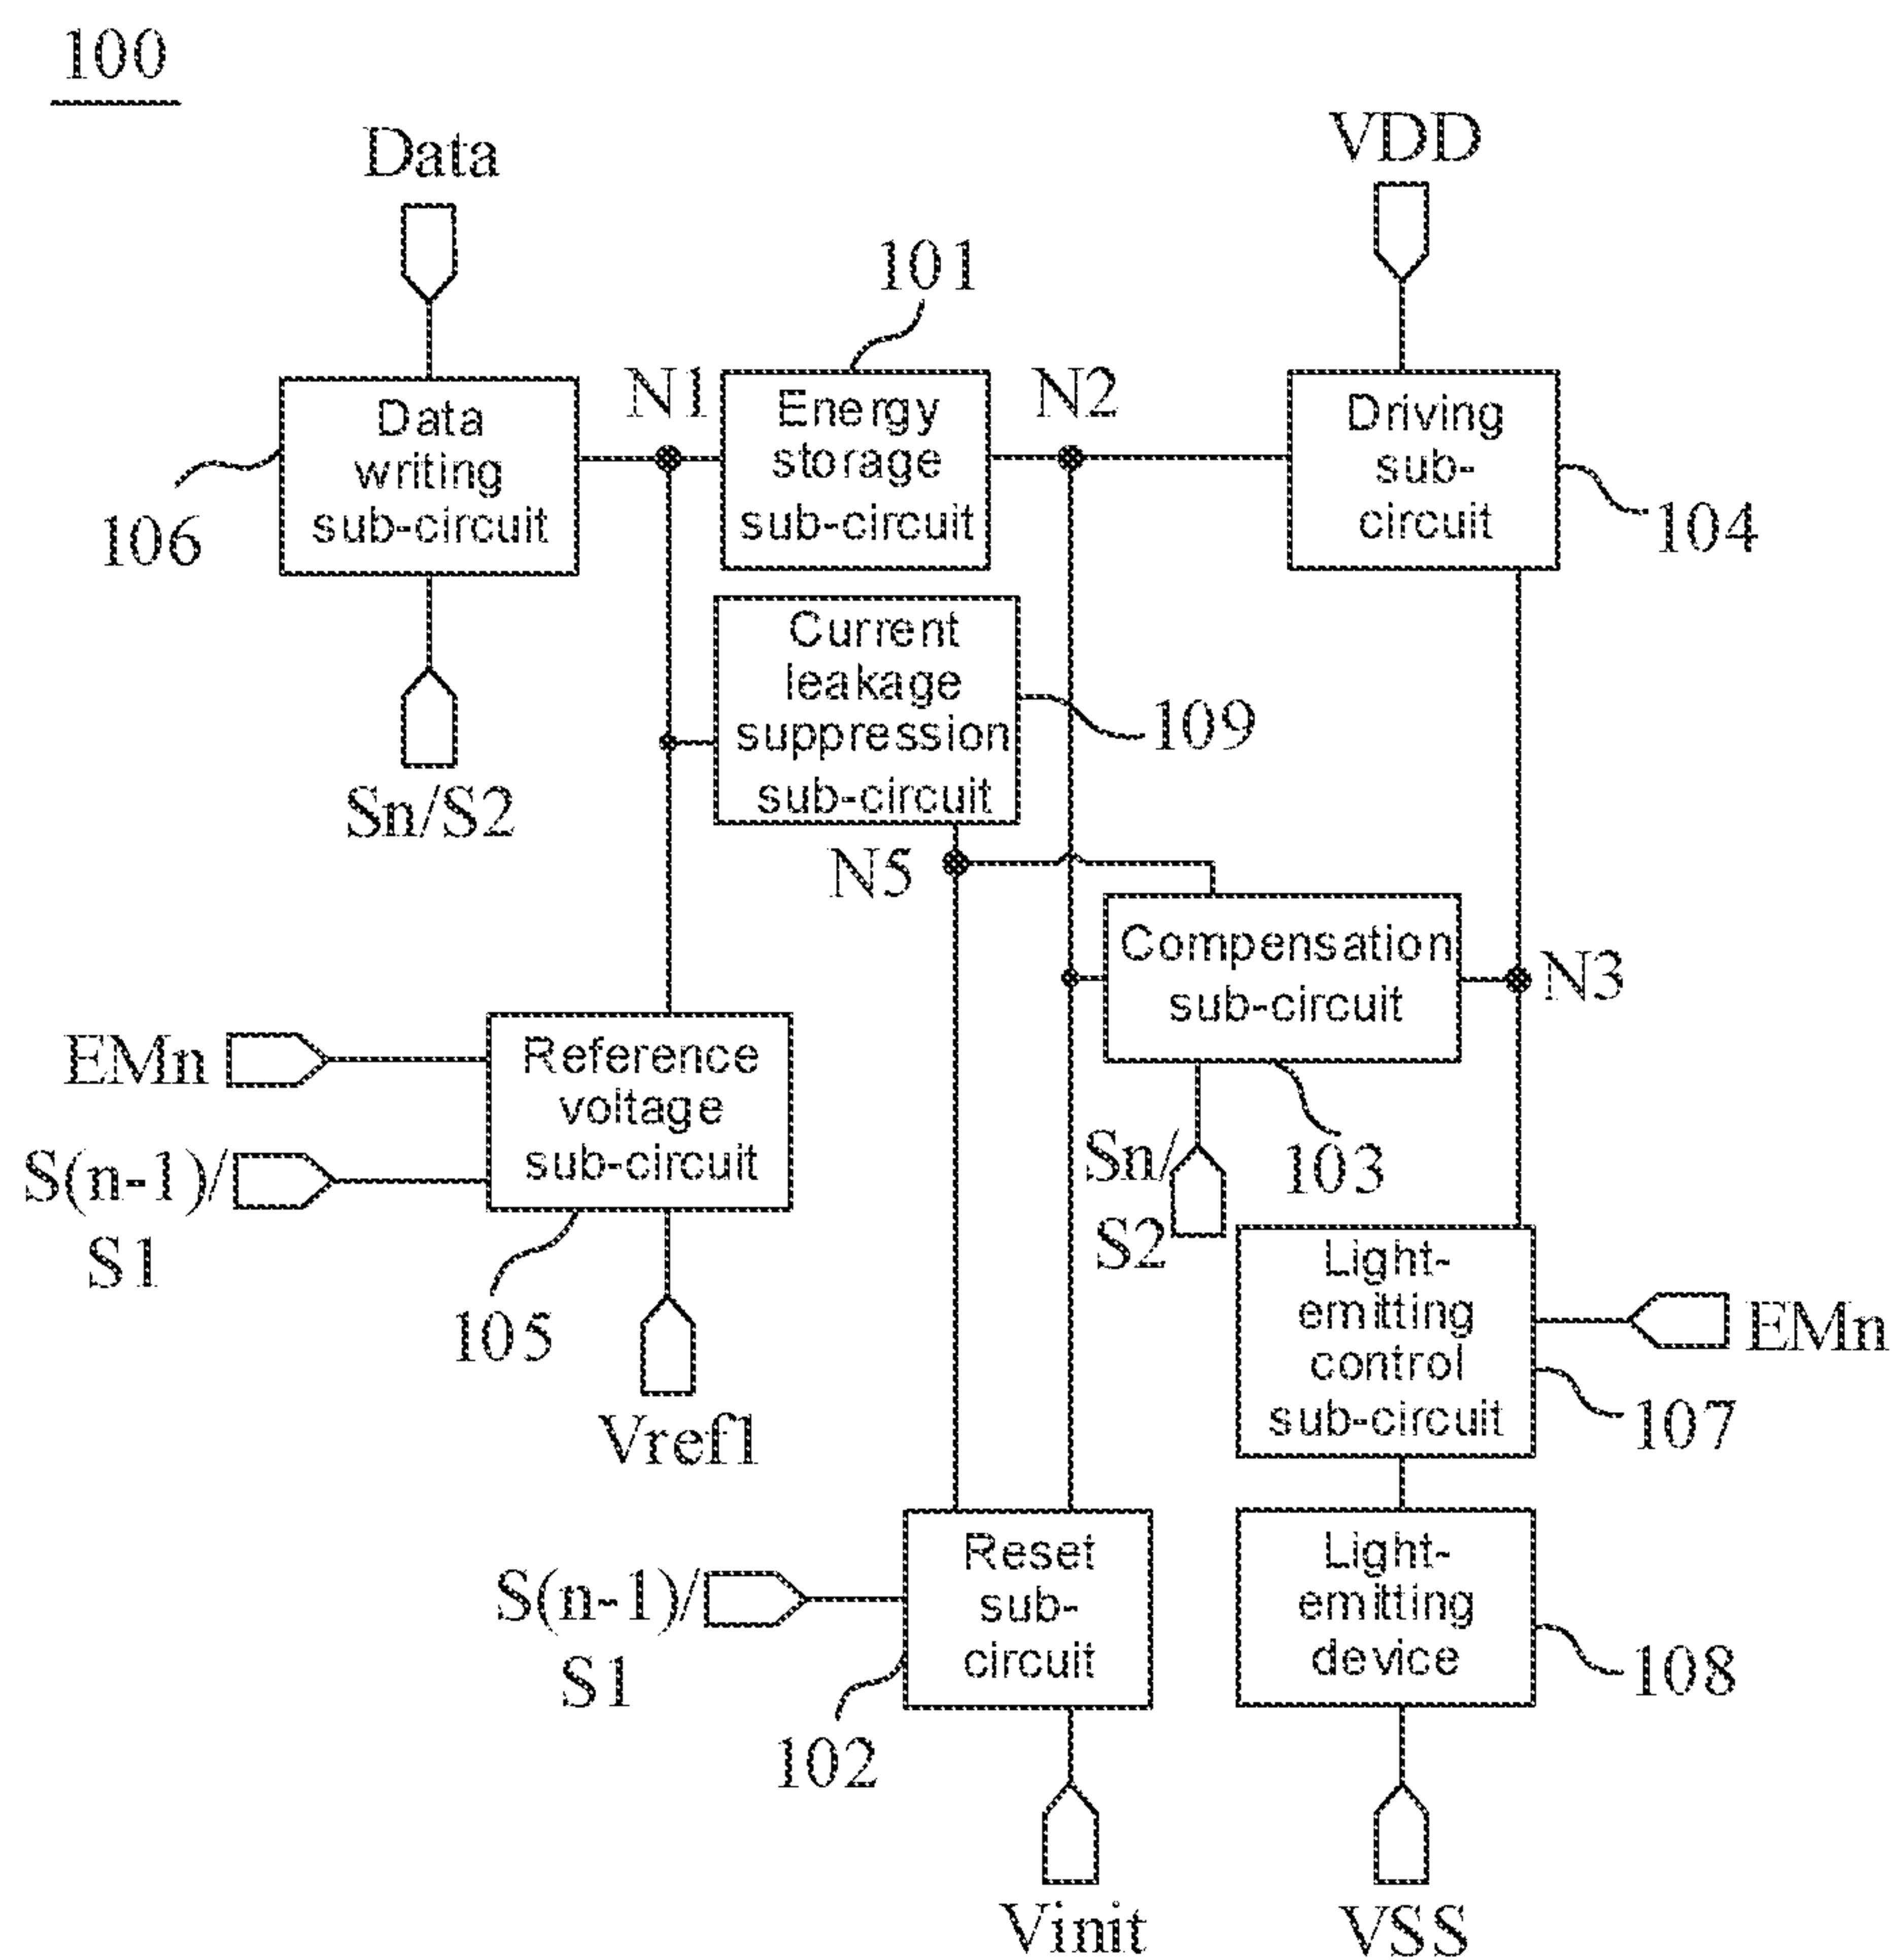 100
Data
VDD
101
N1
N2
Data
writing
sub-circuit
Energy
storage
sub-circuit
Driving
sub-
circuit
106
104
Current
leakage
suppression
sub-circuit
109
Sn/S2
N5
Compensation
sub-circuit
N3
EMn
Reference
voltage
sub-circuit
S(n-1)/
S1
Sn/
S2
103
105
Vref1
Light-
emitting
control
sub-circuit
EMn
107
S(n-1)/
S1
Reset
sub-
circuit
Light-
emitting
device
108
102
Vinit
VSS